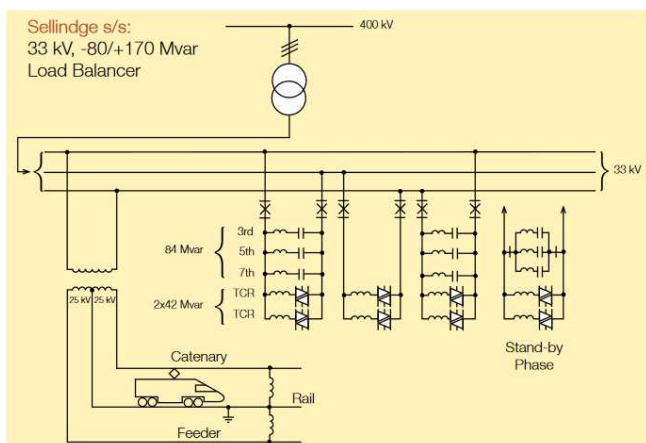 Sellindge s/s:
33 kV, -80/+170 Mvar
Load Balancer
400 kV
33 kV
3rd
84 Mvar
5th
7th
TCR
2x42 Mvar
TCR
25 kV 25 kV
Stand-by
Phase
Catenary
Rail
Feeder